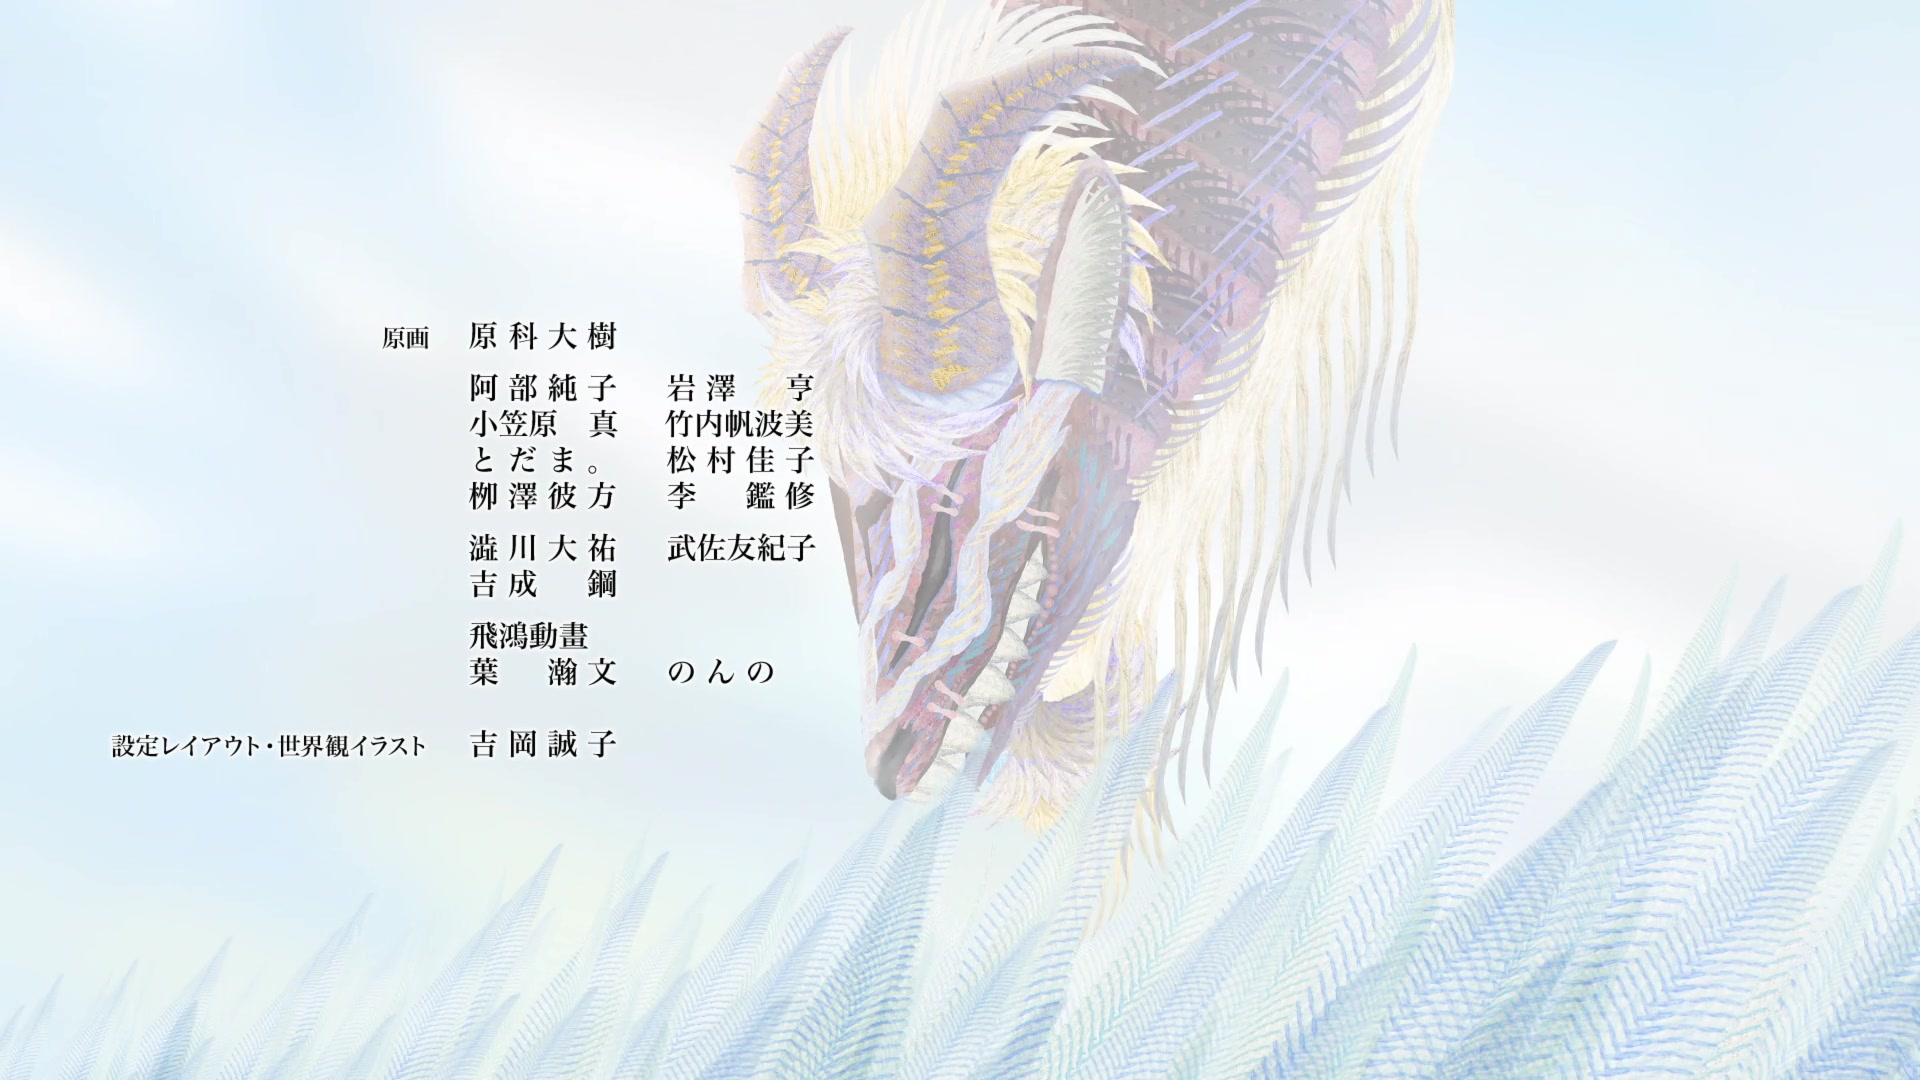 原画 原科大樹
阿部純子 岩澤 亨
小笠原 真 竹内帆波美
とだま。 松村佳子
栁澤彼方 李 鑑修
澁川大祐 武佐友紀子
吉成 鋼
飛鴻動畫
葉 瀚文 のんの
設定レイアウト・世界観イラスト 吉岡誠子